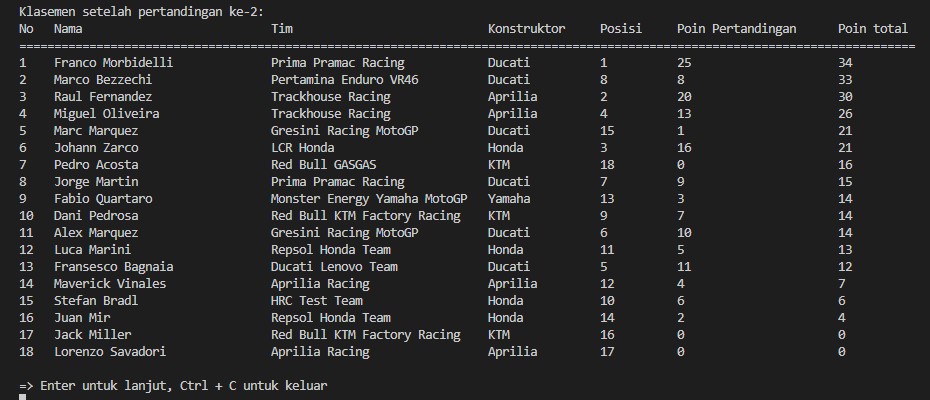 Klasemen setelah pertandingan ke-2:
No Nama Tim Konstruktor Posisi Poin Pertandingan Poin total
================================================================================================================================
1 Franco Morbidelli Prima Pramac Racing Ducati 1 25 34
2 Marco Bezzechi Pertamina Enduro VR46 Ducati 8 8 33
3 Raul Fernandez Trackhouse Racing Aprilia 2 20 30
4 Miguel Oliveira Trackhouse Racing Aprilia 4 13 26
5 Marc Marquez Gresini Racing MotoGP Ducati 15 1 21
6 Johann Zarco LCR Honda Honda 3 16 21
7 Pedro Acosta Red Bull GASGAS KTM 18 0 16
8 Jorge Martin Prima Pramac Racing Ducati 7 9 15
9 Fabio Quartaro Monster Energy Yamaha MotoGP Yamaha 13 3 14
10 Dani Pedrosa Red Bull KTM Factory Racing KTM 9 7 14
11 Alex Marquez Gresini Racing MotoGP Ducati 6 10 14
12 Luca Marini Repsol Honda Team Honda 11 5 13
13 Fransesco Bagnaia Ducati Lenovo Team Ducati 5 11 12
14 Maverick Vinales Aprilia Racing Aprilia 12 4 7
15 Stefan Bradl HRC Test Team Honda 10 6 6
16 Juan Mir Repsol Honda Team Honda 14 2 4
17 Jack Miller Red Bull KTM Factory Racing KTM 16 0 0
18 Lorenzo Savadori Aprilia Racing Aprilia 17 0 0
=> Enter untuk lanjut, Ctrl + C untuk keluar